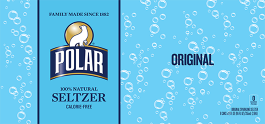 FAMILY MADE SINCE 1882
POLAR
100% NATURAL
SELTZER
CALORIE-FREE
ORIGINAL